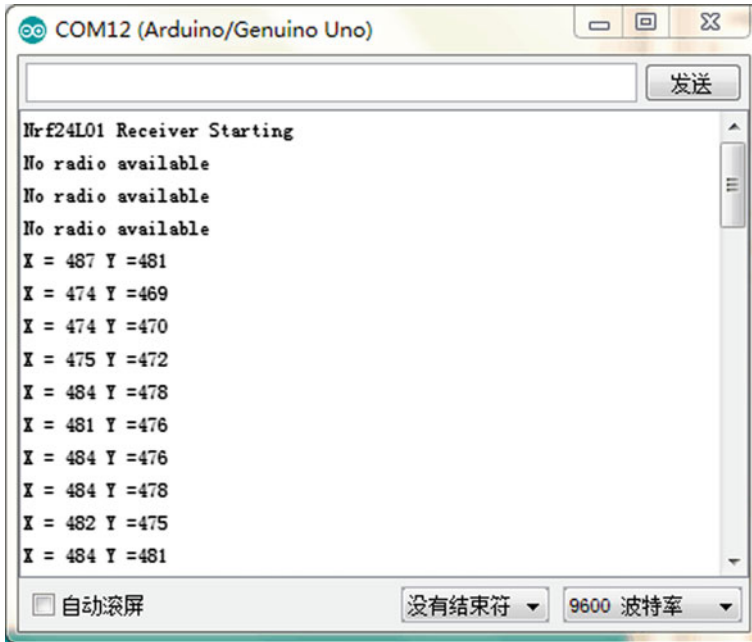 COM12 (Arduino/Genuino Uno)
发送
Nrf24L01 Receiver Starting
No radio available
No radio available
No radio available
X = 487 Y =481
X = 474 Y =469
X = 474 Y =470
X = 475 Y =472
X = 484 Y =478
X = 481 Y =476
X = 484 Y =476
X = 484 Y =478
X = 482 Y =475
X = 484 Y =481
自动滚屏 没有结束符 9600 波特率